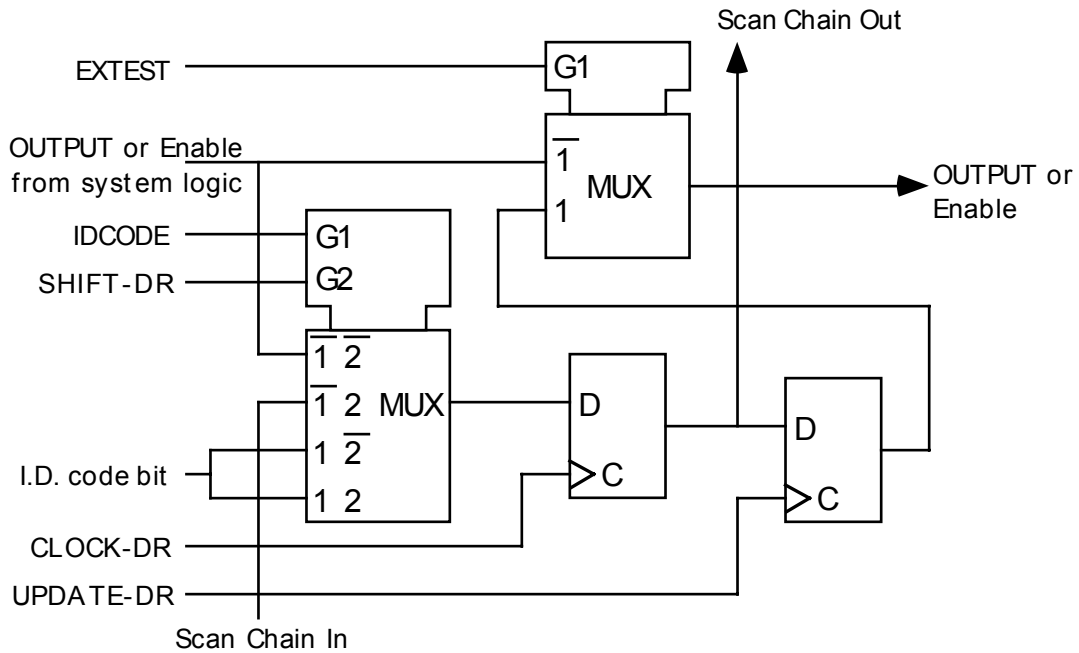 Scan Chain Out
EXTEST
G1
OUTPUT or Enable
from system logic
1
MUX
1
OUTPUT or
Enable
IDCODE
G1
SHIFT-DR
G2
1 2
1 2 MUX
1 2
1 2
D
C
D
C
I.D. code bit
CLOCK-DR
UPDATE-DR
Scan Chain In